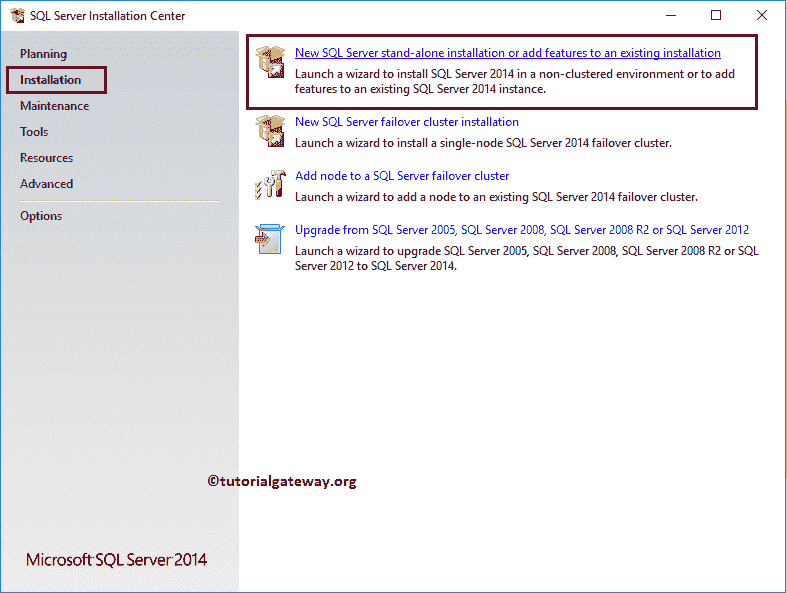 SQL Server Installation Center
Planning
Installation
Maintenance
Tools
Resources
Advanced
Options
New SQL Server stand-alone installation or add features to an existing installation
Launch a wizard to install SQL Server 2014 in a non-clustered environment or to add
features to an existing SQL Server 2014 instance.
New SQL Server failover cluster installation
Launch a wizard to install a single-node SQL Server 2014 failover cluster.
Add node to a SQL Server failover cluster
Launch a wizard to add a node to an existing SQL Server 2014 failover cluster.
Upgrade from SQL Server 2005, SQL Server 2008, SQL Server 2008 R2 or SQL Server 2012
Launch a wizard to upgrade SQL Server 2005, SQL Server 2008, SQL Server 2008 R2 or SQL
Server 2012 to SQL Server 2014.
©tutorialgateway.org
Microsoft SQL Server 2014